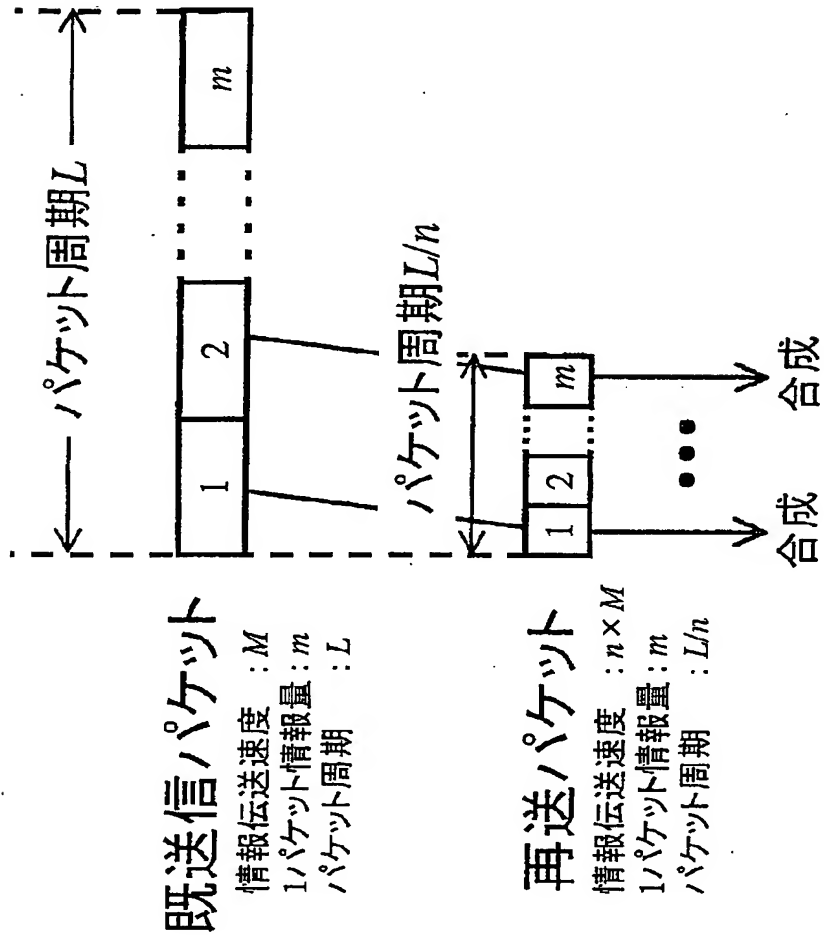 パケット周期L
既送信パケット
情報伝送速度 : M
1パケット情報量 : m
パケット周期 : L
1
2
m
パケット周期L/n
再送パケット
情報伝送速度 : n×M
1パケット情報量 : m
パケット周期 : L/n
1
2
m
合成
合成